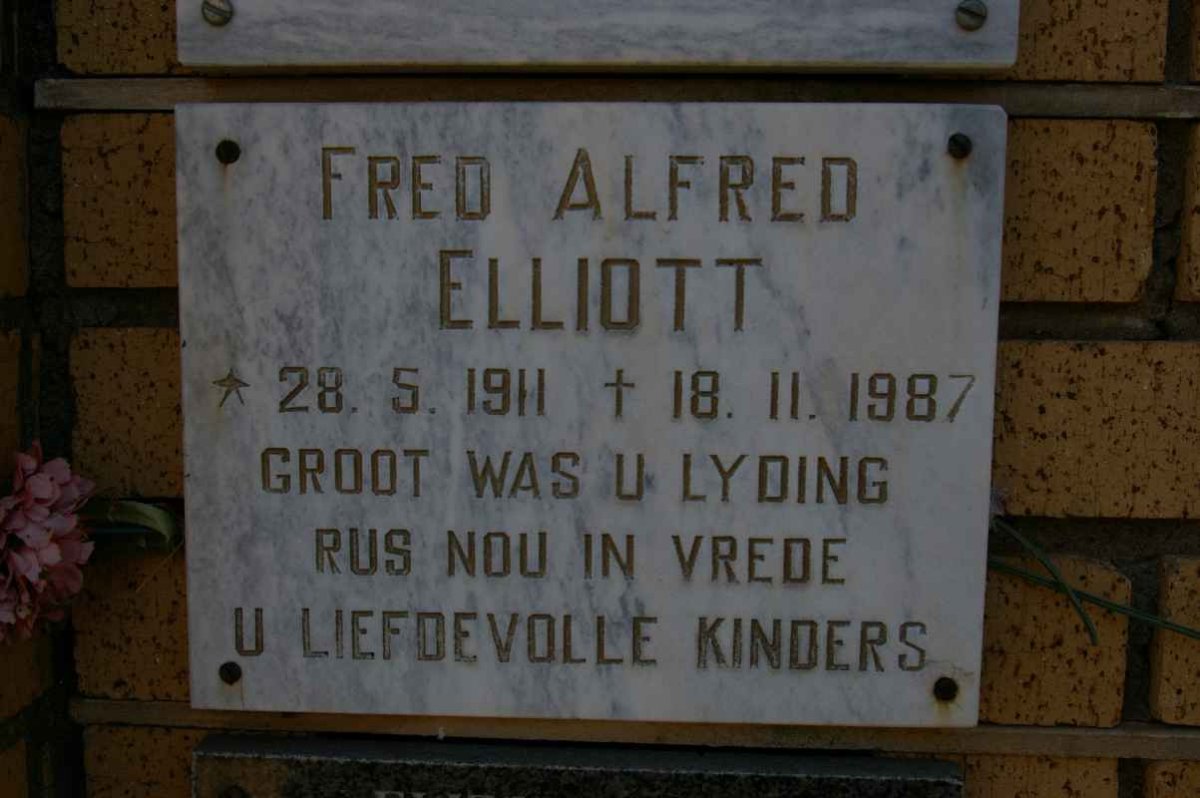 FRED ALFRED
ELLIOTT
* 28. 5. 1911 † 18. 11. 1987
GROOT WAS U LYDING
RUS NOU IN VREDE
U LIEFDEVOLLE KINDERS